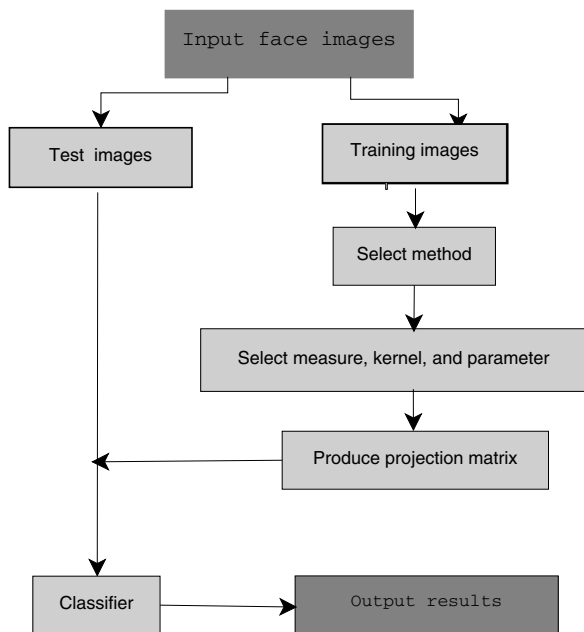 Input face images
Test images
Training images
Select method
Select measure, kernel, and parameter
Produce projection matrix
Classifier
Output results